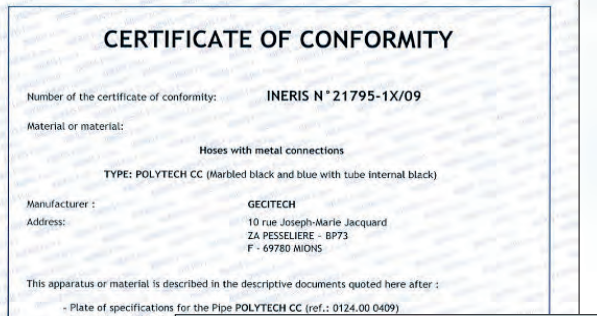 CERTIFICATE OF CONFORMITY
Number of the certificate of conformity: INERIS N°21795-1X/09
Material or material:
Hoses with metal connections
TYPE: POLYTECH CC (Marbled black and blue with tube internal black)
Manufacturer : GECITECH
Address: 10 rue Joseph-Marie Jacquard
ZA PESSELIERE - BP73
F - 69780 MIONS
This apparatus or material is described in the descriptive documents quoted here after :
- Plate of specifications for the Pipe POLYTECH CC (ref.: 0124.00 0409)